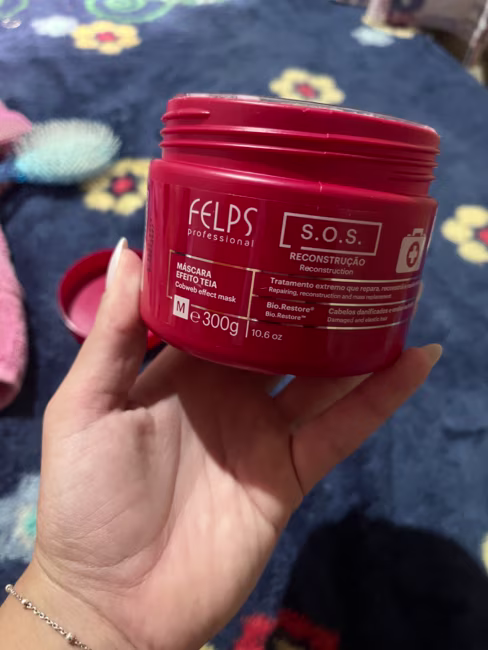 FELPS
professional
S.O.S.
RECONSTRUÇÃO
Reconstruction
MÁSCARA
EFEITO TEIA
Cobweb effect mask
M e 300g 10.6 oz
Tratamento extremo que repara,
Repairing, reconstruction and mass replacement
Bio.Restore®
Bio.Restore™
Cabelos danificados e
Damaged and elastic hair